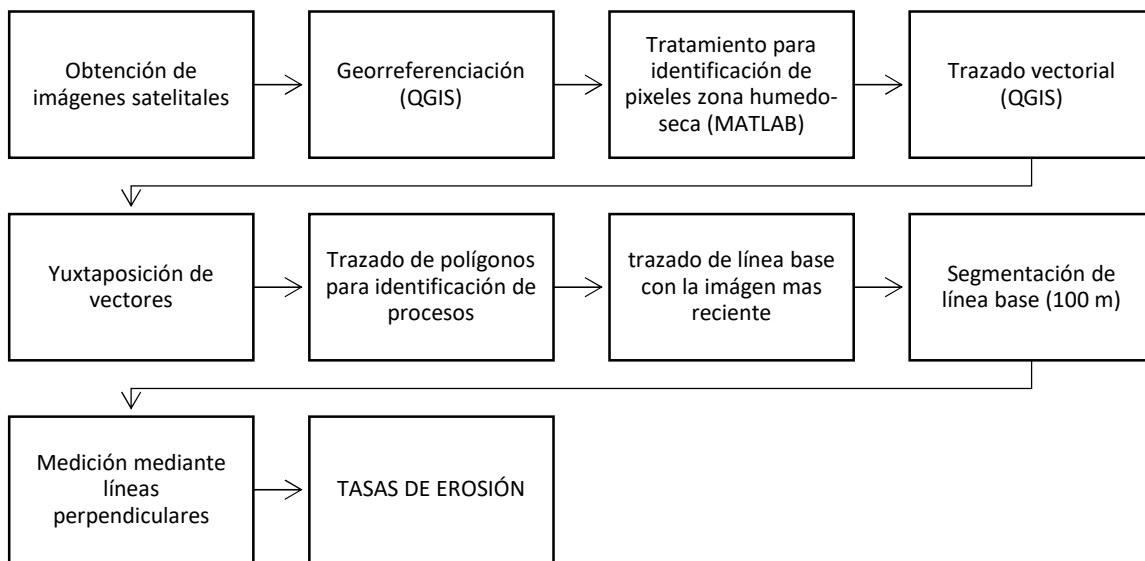 Obtención de
imágenes satelitales
Georreferenciación
(QGIS)
Tratamiento para
identificación de
pixeles zona humedo-
seca (MATLAB)
Trazado vectorial
(QGIS)
Yuxtaposición de
vectores
Trazado de polígonos
para identificación de
procesos
trazado de línea base
con la imágen mas
reciente
Segmentación de
línea base (100 m)
Medición mediante
líneas
perpendiculares
TASAS DE EROSIÓN